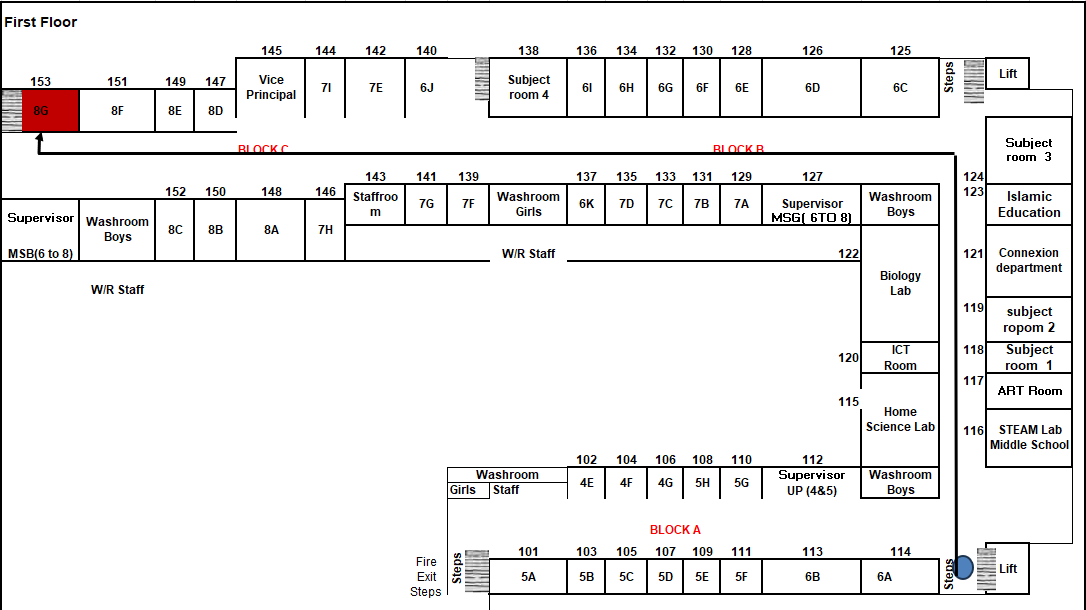 First Floor
145 144 142 140 138 136 134 132 130 128 126 125
Vice
Principal
7I 7E 6J
Subject
room 4
6I 6H 6G 6F 6E 6D 6C
Steps
Lift
153 151 149 147
8G 8F 8E 8D
BLOCK C
BLOCK B
Subject
room 3
124
143 141 139 137 135 133 131 129 127
Staffroo
m
7G 7F
Washroom
Girls
6K 7D 7C 7B 7A
Supervisor
MSG( 6TO 8)
Washroom
Boys
123
Islamic
Education
152 150 148 146
Supervisor
MSB(6 to 8)
Washroom
Boys
8C 8B 8A 7H
W/R Staff
W/R Staff
122
Biology
Lab
121
Connexion
department
119
subject
ropom 2
120
ICT
Room
118
Subject
room 1
117
ART Room
115
Home
Science Lab
116
STEAM Lab
Middle School
102 104 106 108 110 112
Washroom
Girls Staff
4E 4F 4G 5H 5G
Supervisor
UP (4&5)
Washroom
Boys
BLOCK A
101 103 105 107 109 111 113 114
Fire
Exit
Steps
Steps
5A 5B 5C 5D 5E 5F 6B 6A
Steps
Lift